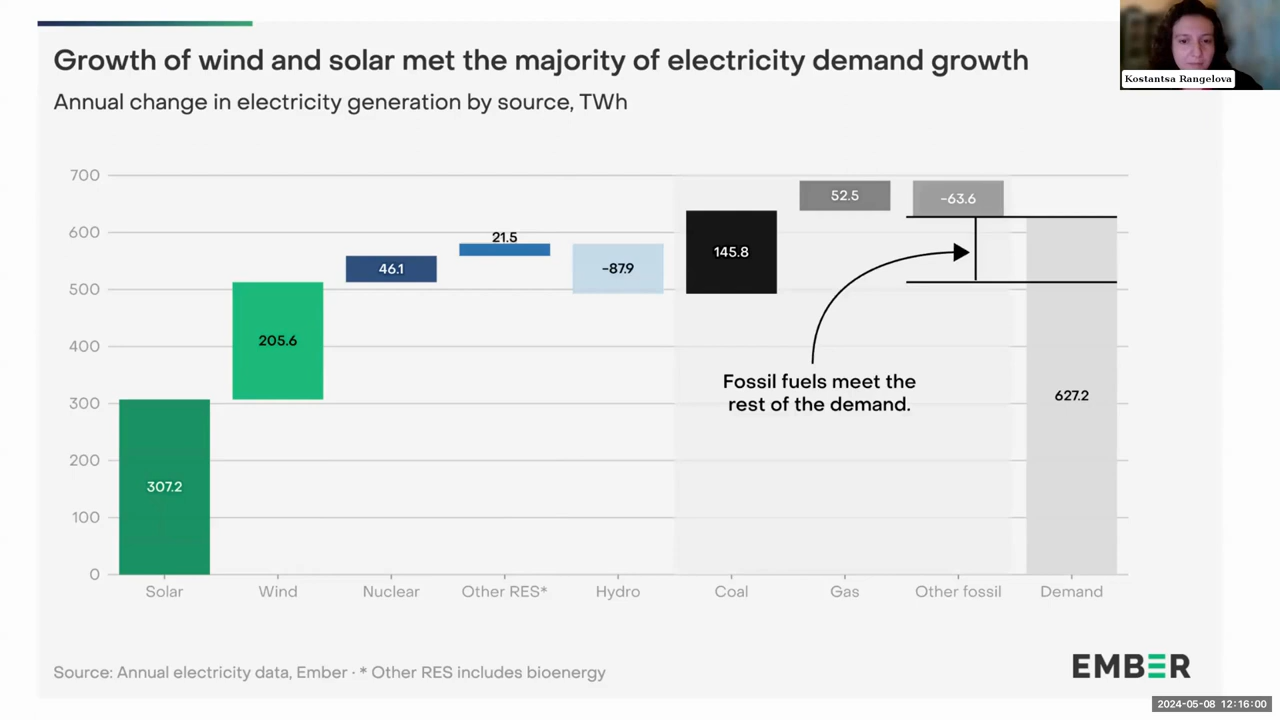 Growth of wind and solar met the majority of electricity demand growth
Annual change in electricity generation by source, TWh
Kostantsa Rangelova
700
600
500
400
300
200
100
0
307.2
205.6
46.1
21.5
-87.9
145.8
52.5
-63.6
627.2
Fossil fuels meet the
rest of the demand.
Solar
Wind
Nuclear
Other RES*
Hydro
Coal
Gas
Other fossil
Demand
Source: Annual electricity data, Ember · * Other RES includes bioenergy
EMBER
2024-05-08 12:16:00